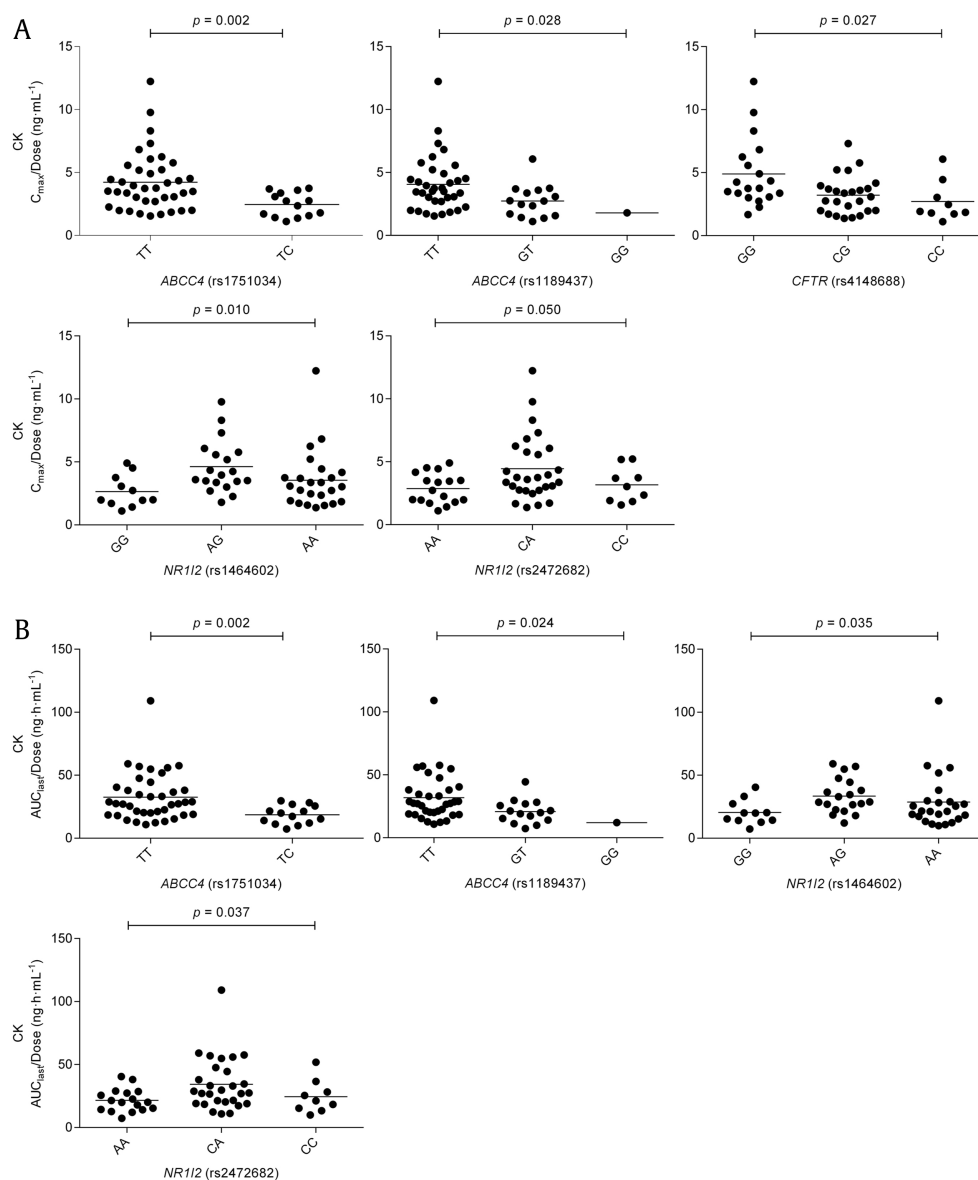 A
p = 0.002
CK
Cmax/Dose (ng·mL-1)
15
10
5
0
TT
TC
ABCC4 (rs1751034)
p = 0.028
15
10
5
0
TT
GT
GG
ABCC4 (rs1189437)
p = 0.027
15
10
5
0
GG
CG
CC
CFTR (rs4148688)
p = 0.010
CK
Cmax/Dose (ng·mL-1)
15
10
5
0
GG
AG
AA
NR1I2 (rs1464602)
p = 0.050
15
10
5
0
AA
CA
CC
NR1I2 (rs2472682)
B
p = 0.002
CK
AUClast/Dose (ng·h·mL-1)
150
100
50
0
TT
TC
ABCC4 (rs1751034)
p = 0.024
150
100
50
0
TT
GT
GG
ABCC4 (rs1189437)
p = 0.035
150
100
50
0
GG
AG
AA
NR1I2 (rs1464602)
p = 0.037
CK
AUClast/Dose (ng·h·mL-1)
150
100
50
0
AA
CA
CC
NR1I2 (rs2472682)